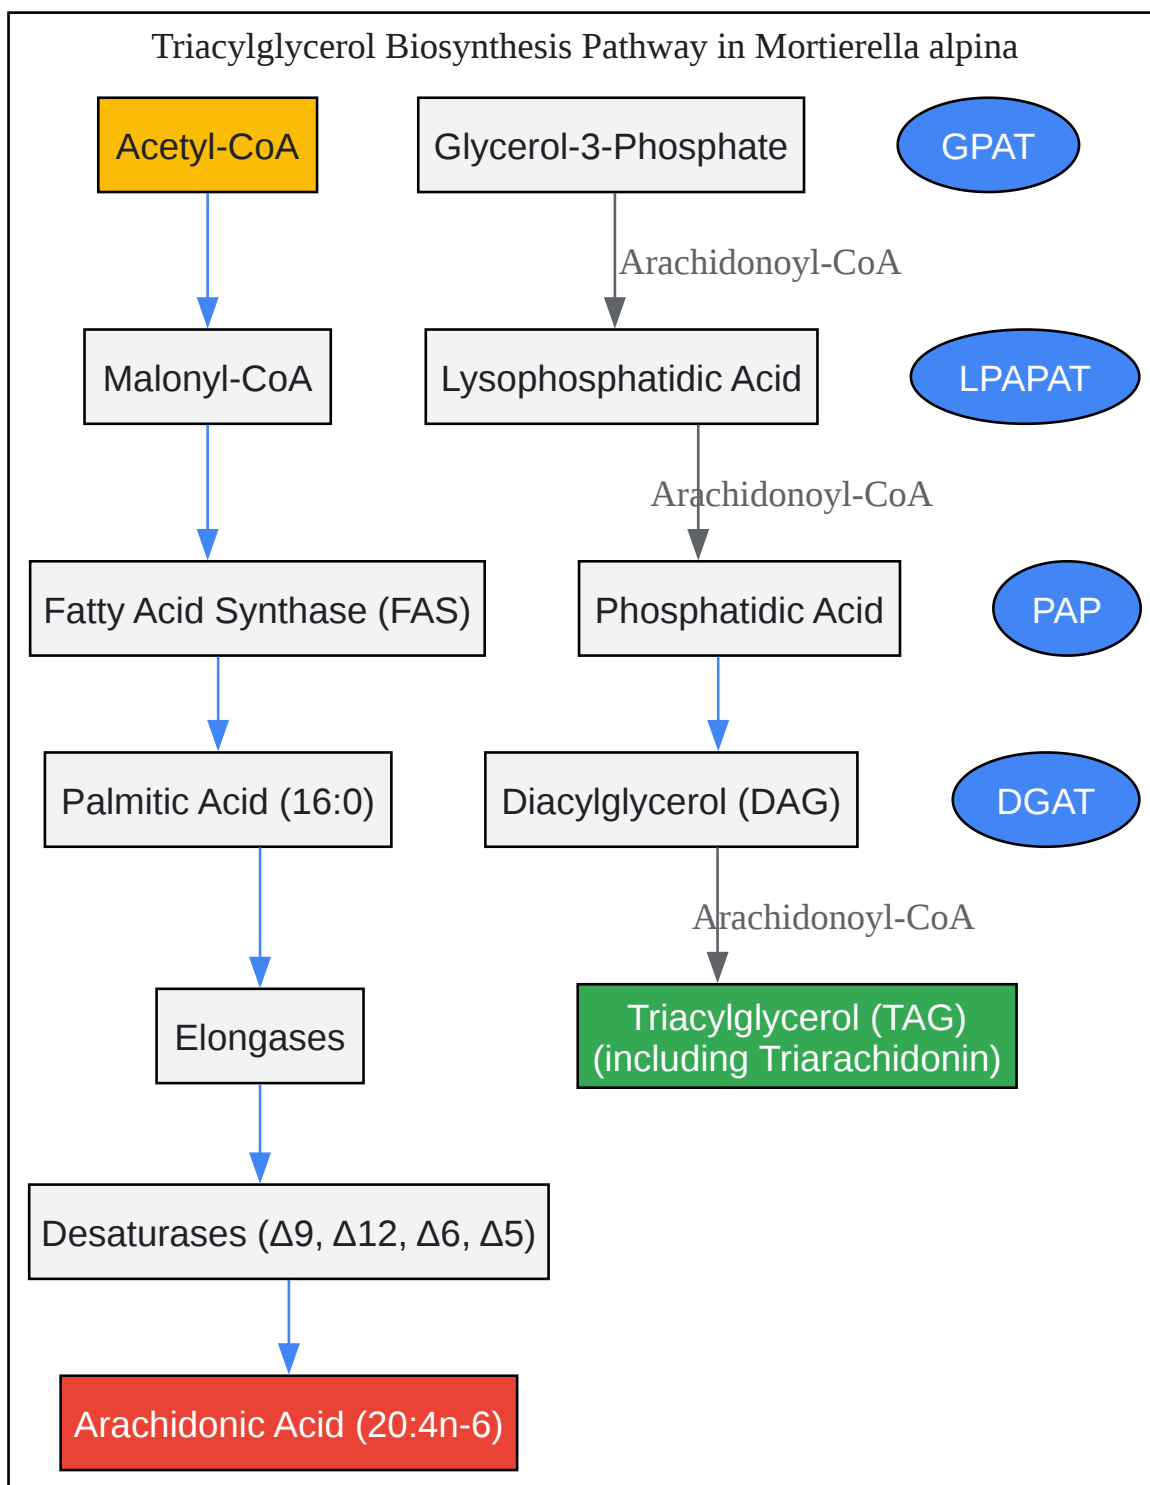 Triacylglycerol Biosynthesis Pathway in Mortierella alpina
Acetyl-CoA
Glycerol-3-Phosphate
GPAT
Arachidonoyl-CoA
Malonyl-CoA
Lysophosphatidic Acid
LPAPAT
Arachidonoyl-CoA
Fatty Acid Synthase (FAS)
Phosphatidic Acid
PAP
Palmitic Acid (16:0)
Diacylglycerol (DAG)
DGAT
Arachidonoyl-CoA
Elongases
Triacylglycerol (TAG)
(including Triarachidonin)
Desaturases (Δ9, Δ12, Δ6, Δ5)
Arachidonic Acid (20:4n-6)